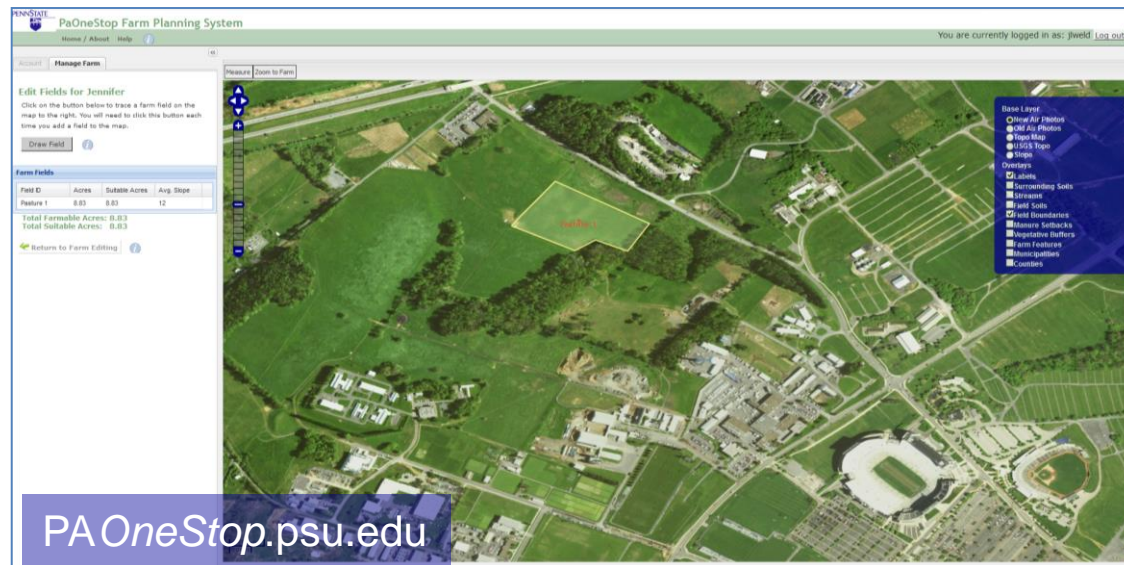 PENNSTATE
PaOneStop Farm Planning System
Home / About Help
You are currently logged in as: jlweld Log out
Account Manage Farm
Measure Zoom to Farm
Edit Fields for Jennifer
Click on the button below to trace a farm field on the
map to the right. You will need to click this button each
time you add a field to the map.
Draw Field
Farm Fields
Field ID Acres Suitable Acres Avg. Slope
Pasture 1 8.83 8.83 12
Total Farmable Acres: 8.83
Total Suitable Acres: 8.83
Return to Farm Editing
Pasture 1
Base Layer
New Air Photos
Old Air Photos
Topo Map
USGS Topo
Slope
Overlays
Labels
Surrounding Soils
Streams
Field Soils
Field Boundaries
Manure Setbacks
Vegetative Buffers
Farm Features
Municipalities
Counties
PAOneStop.psu.edu